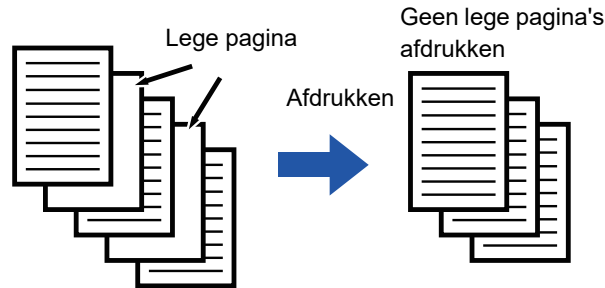 Lege pagina
Afdrukken
Geen lege pagina's
afdrukken